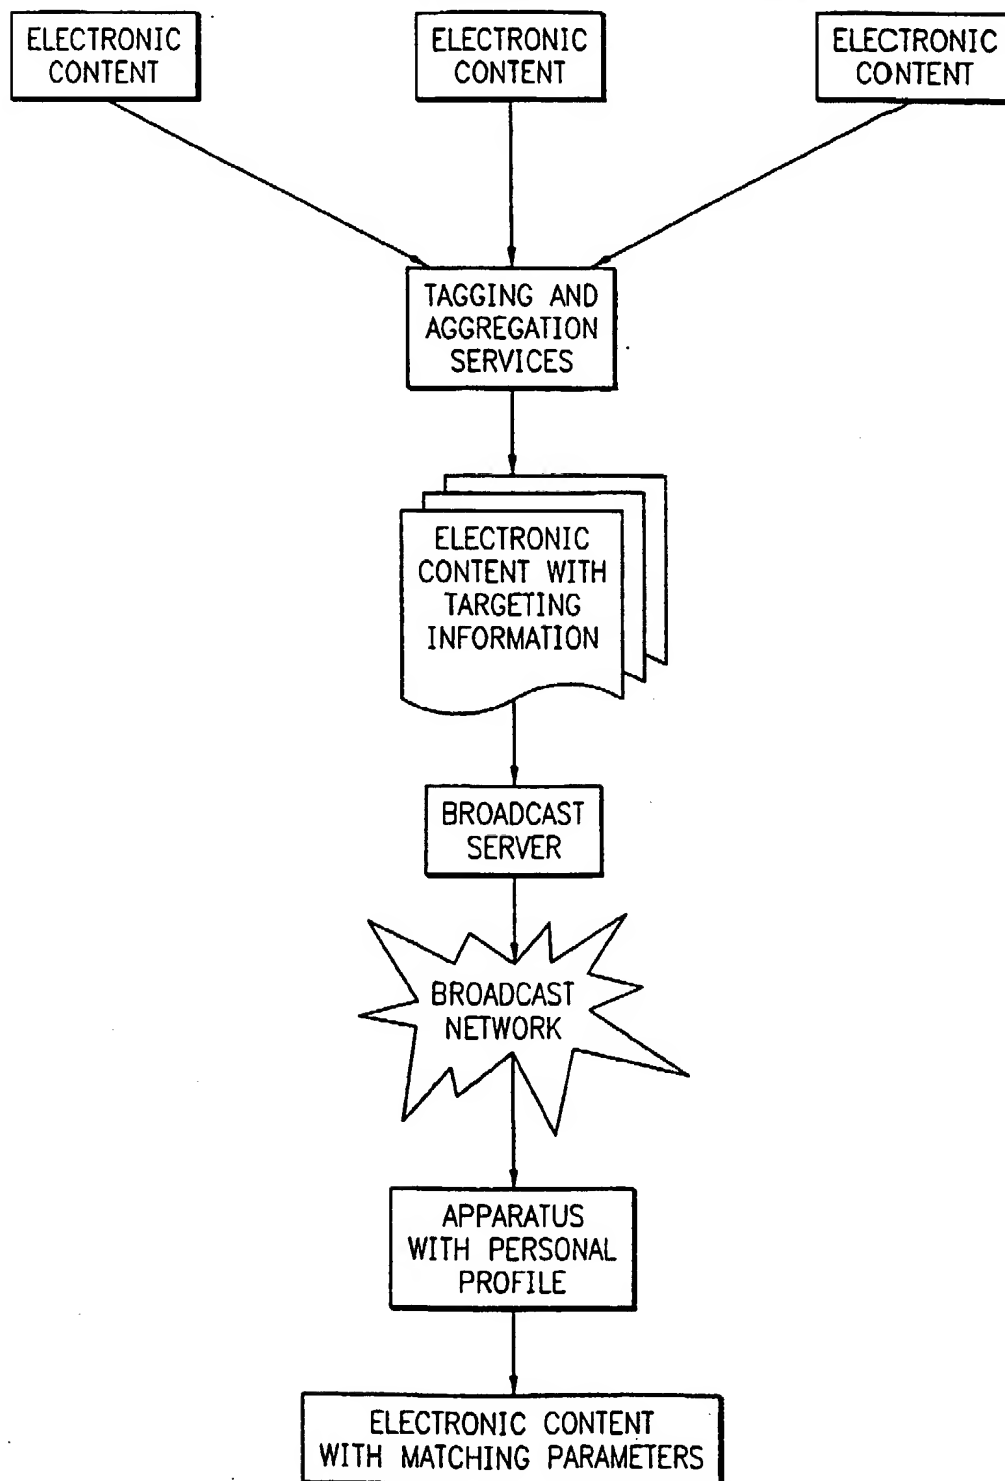 ELECTRONIC
CONTENT
ELECTRONIC
CONTENT
ELECTRONIC
CONTENT
TAGGING AND
AGGREGATION
SERVICES
ELECTRONIC
CONTENT WITH
TARGETING
INFORMATION
BROADCAST
SERVER
BROADCAST
NETWORK
APPARATUS
WITH PERSONAL
PROFILE
ELECTRONIC CONTENT
WITH MATCHING PARAMETERS